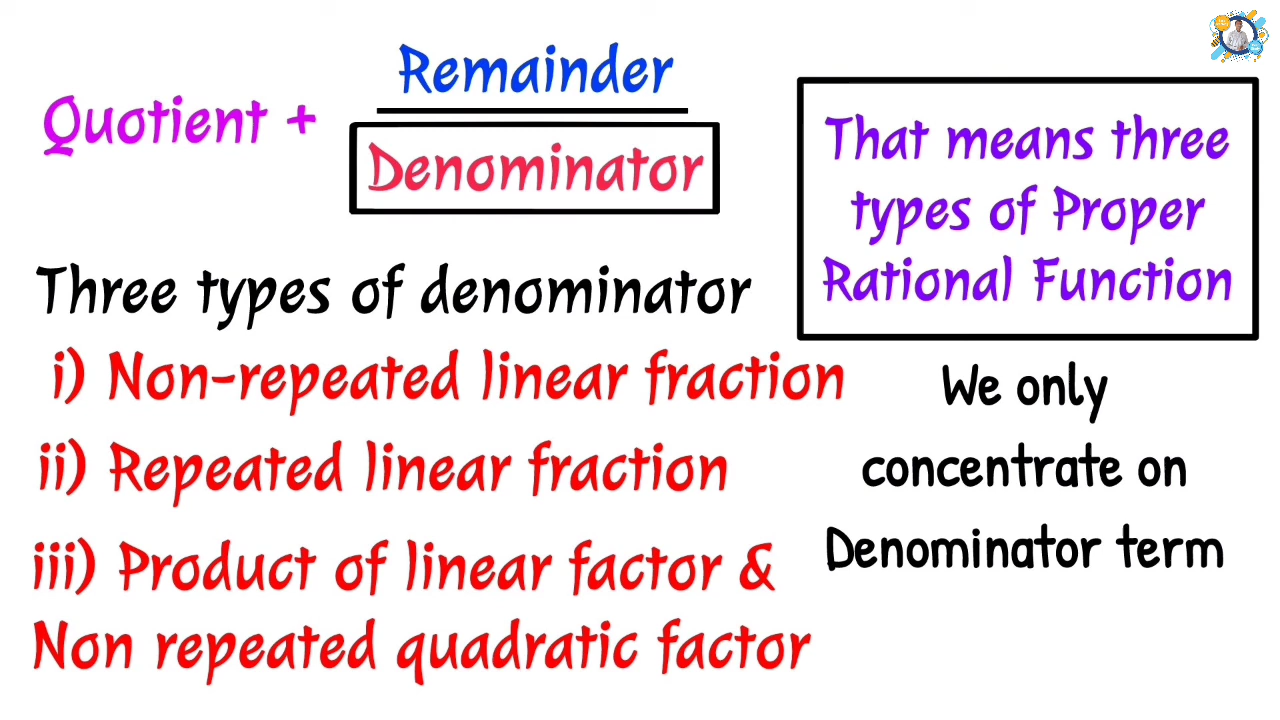 Quotient + Remainder
Denominator
That means three
types of Proper
Rational Function
Three types of denominator
i) Non-repeated linear fraction
ii) Repeated linear fraction
iii) Product of linear factor &
Non repeated quadratic factor
We only
concentrate on
Denominator term